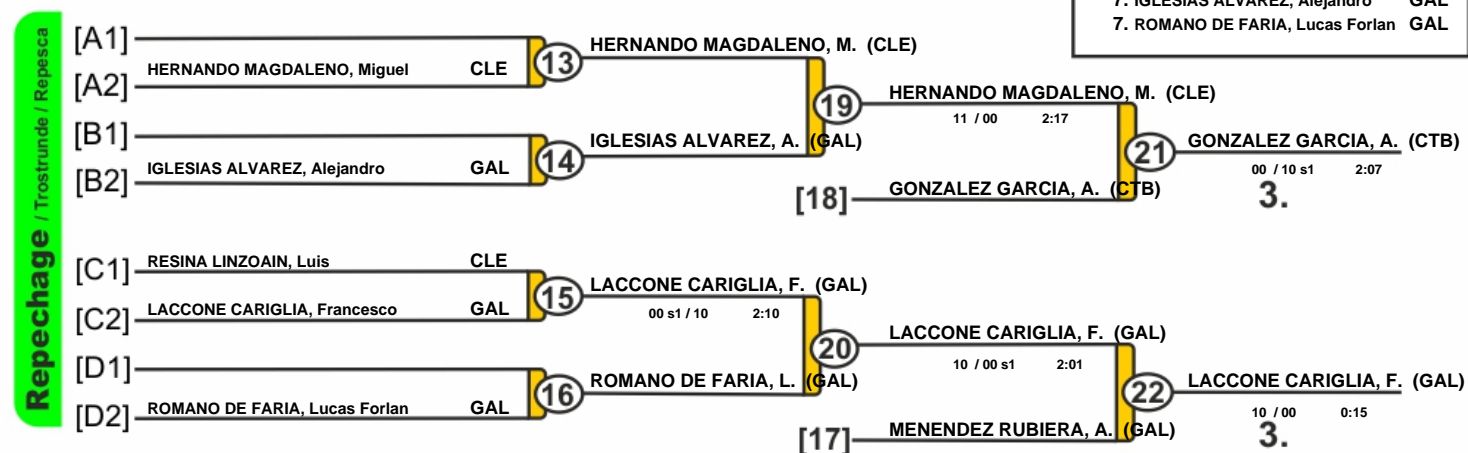 7. IGLESIAS ALVAREZ, Alejandro GAL
7. ROMANO DE FARIA, Lucas Forlan GAL
Repechage / Trostrunde / Repesca
[A1]
HERNANDO MAGDALENO, Miguel CLE
[A2]
13
HERNANDO MAGDALENO, M. (CLE)
[B1]
IGLESIAS ALVAREZ, Alejandro GAL
[B2]
14
IGLESIAS ALVAREZ, A. (GAL)
19
HERNANDO MAGDALENO, M. (CLE)
11 / 00 2:17
[18]
GONZALEZ GARCIA, A. (CTB)
21
GONZALEZ GARCIA, A. (CTB)
00 / 10 s1 2:07
3.
[C1]
RESINA LINZOAIN, Luis CLE
[C2]
LACCONE CARIGLIA, Francesco GAL
15
LACCONE CARIGLIA, F. (GAL)
00 s1 / 10 2:10
[D1]
[D2]
ROMANO DE FARIA, Lucas Forlan GAL
16
ROMANO DE FARIA, L. (GAL)
20
LACCONE CARIGLIA, F. (GAL)
10 / 00 s1 2:01
[17]
MENENDEZ RUBIERA, A. (GAL)
22
LACCONE CARIGLIA, F. (GAL)
10 / 00 0:15
3.